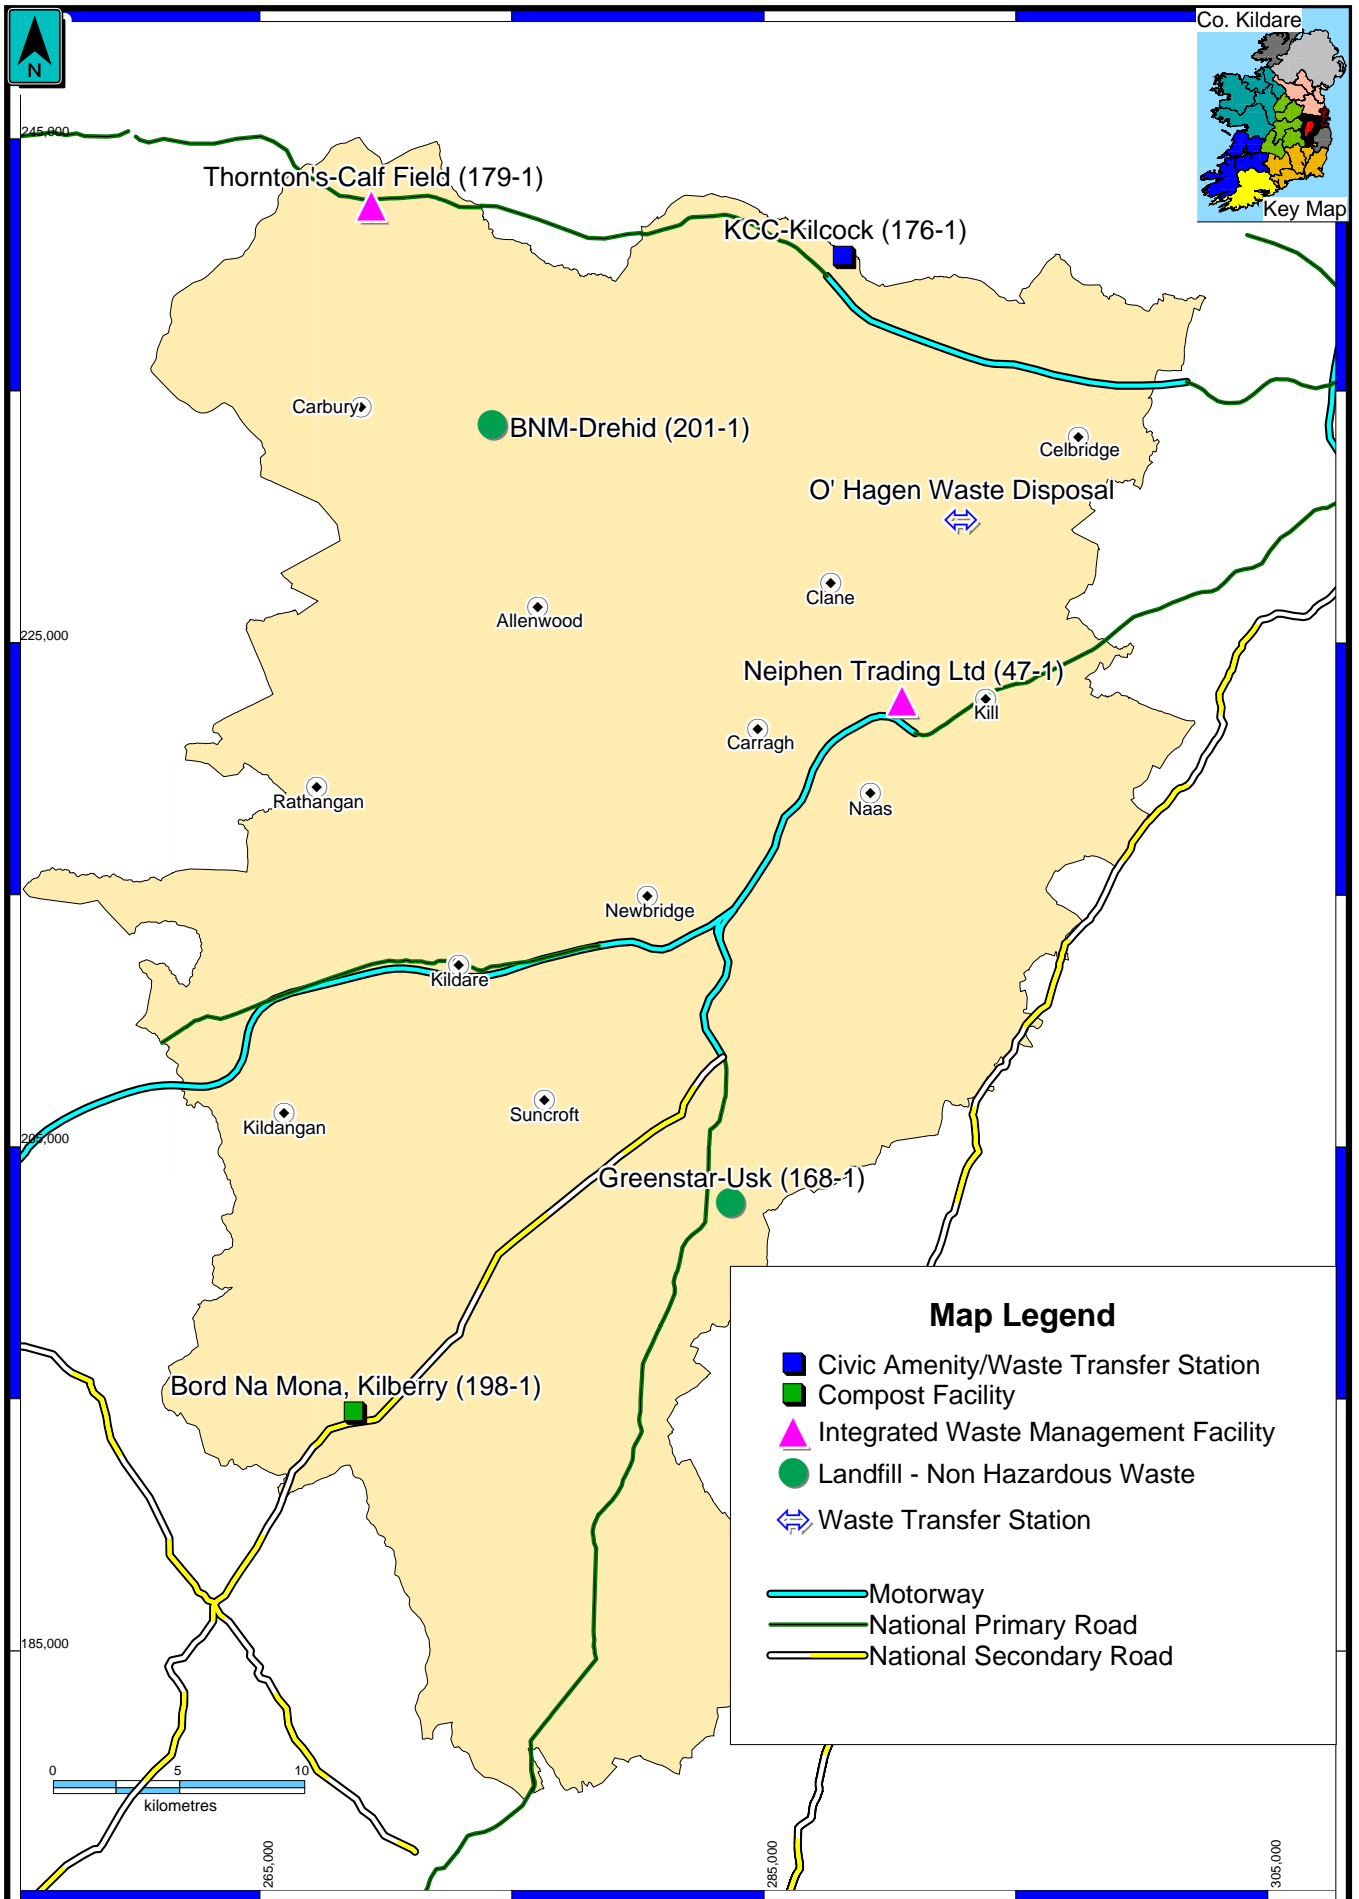 Co. Kildare
N
Key Map
245,000
Thornton's-Calf Field (179-1)
KCC-Kilcock (176-1)
Carbury
BNM-Drehid (201-1)
Celbridge
O' Hagen Waste Disposal
Clane
Allenwood
225,000
Neiphen Trading Ltd (47-1)
Kill
Carragh
Rathangan
Naas
Newbridge
Kildare
Suncroft
Kildangan
205,000
Greenstar-Usk (168-1)
Map Legend
Civic Amenity/Waste Transfer Station
Compost Facility
Integrated Waste Management Facility
Landfill - Non Hazardous Waste
Waste Transfer Station
Motorway
National Primary Road
National Secondary Road
Bord Na Mona, Kilberry (198-1)
185,000
0 5 10
kilometres
265,000
285,000
305,000